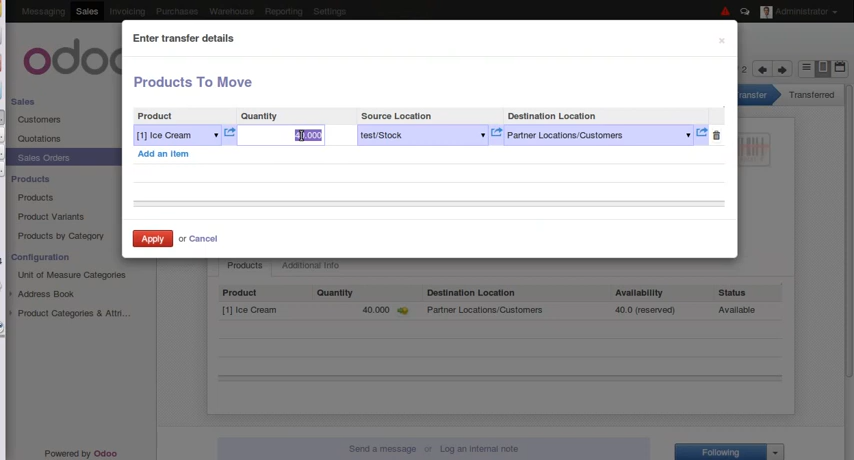 Messaging Sales Invoicing Purchases Warehouse Reporting Settings Administrator
Enter transfer details ×
odoo
Products To Move
2
Sales
Customers
Quotations
Sales Orders
Products
Products
Product Variants
Products by Category
Configuration
Unit of Measure Categories
Address Book
Product Categories & Attri...
Powered by Odoo
Transferred
Product Quantity Source Location Destination Location
[1] Ice Cream 40.000 test/Stock Partner Locations/Customers
Add an item
Apply or Cancel
Products Additional Info
Product Quantity Destination Location Availability Status
[1] Ice Cream 40.000 Partner Locations/Customers 40.0 (reserved) Available
Send a message or Log an internal note
Following